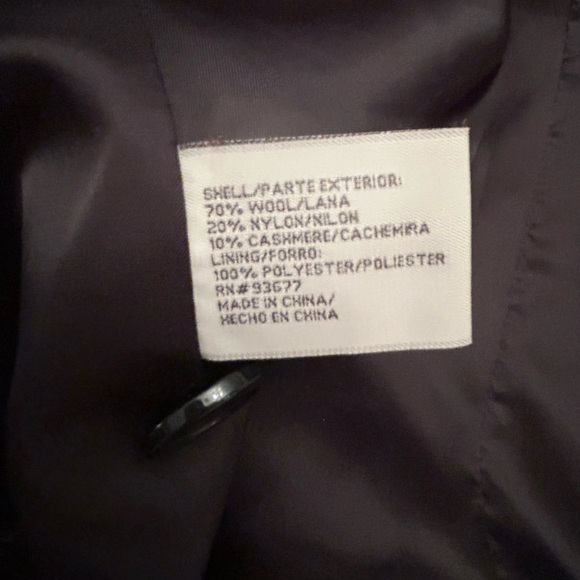 SHELL/PARTE EXTERIOR:
70% WOOL/LANA
20% NYLON/NILON
10% CASHMERE/CACHEMIRA
LINING/FORRO:
100% POLYESTER/POLIESTER
RN#93677
MADE IN CHINA/
HECHO EN CHINA